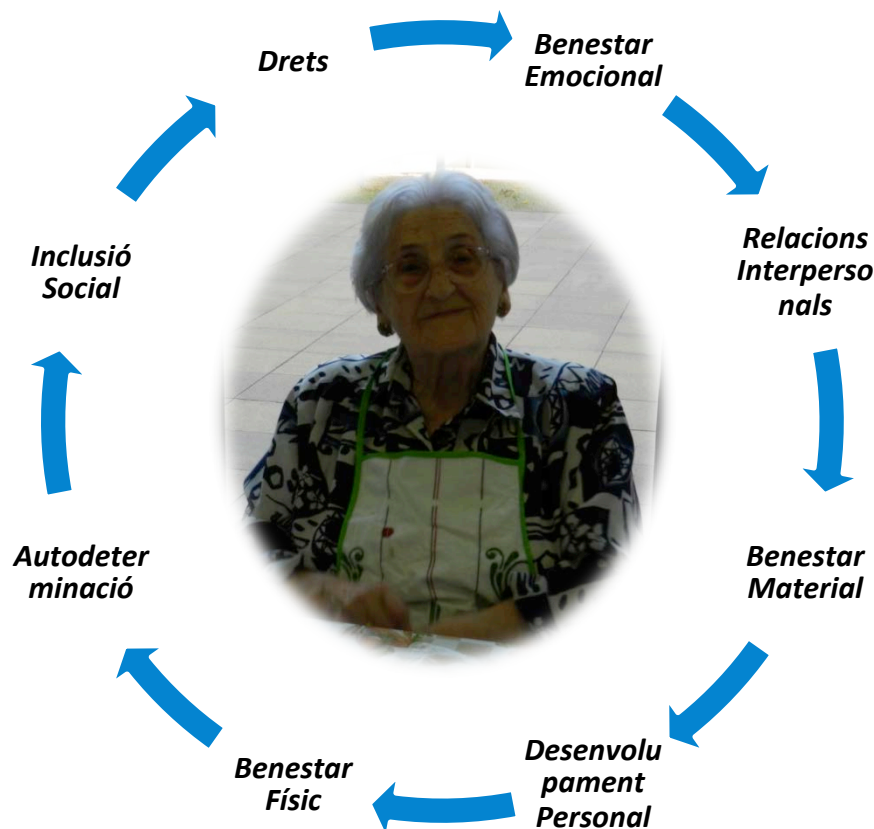 Drets
Benestar
Emocional
Relacions
Interperso
nals
Benestar
Material
Desenvolu
pament
Personal
Benestar
Físic
Autodeter
minació
Inclusió
Social